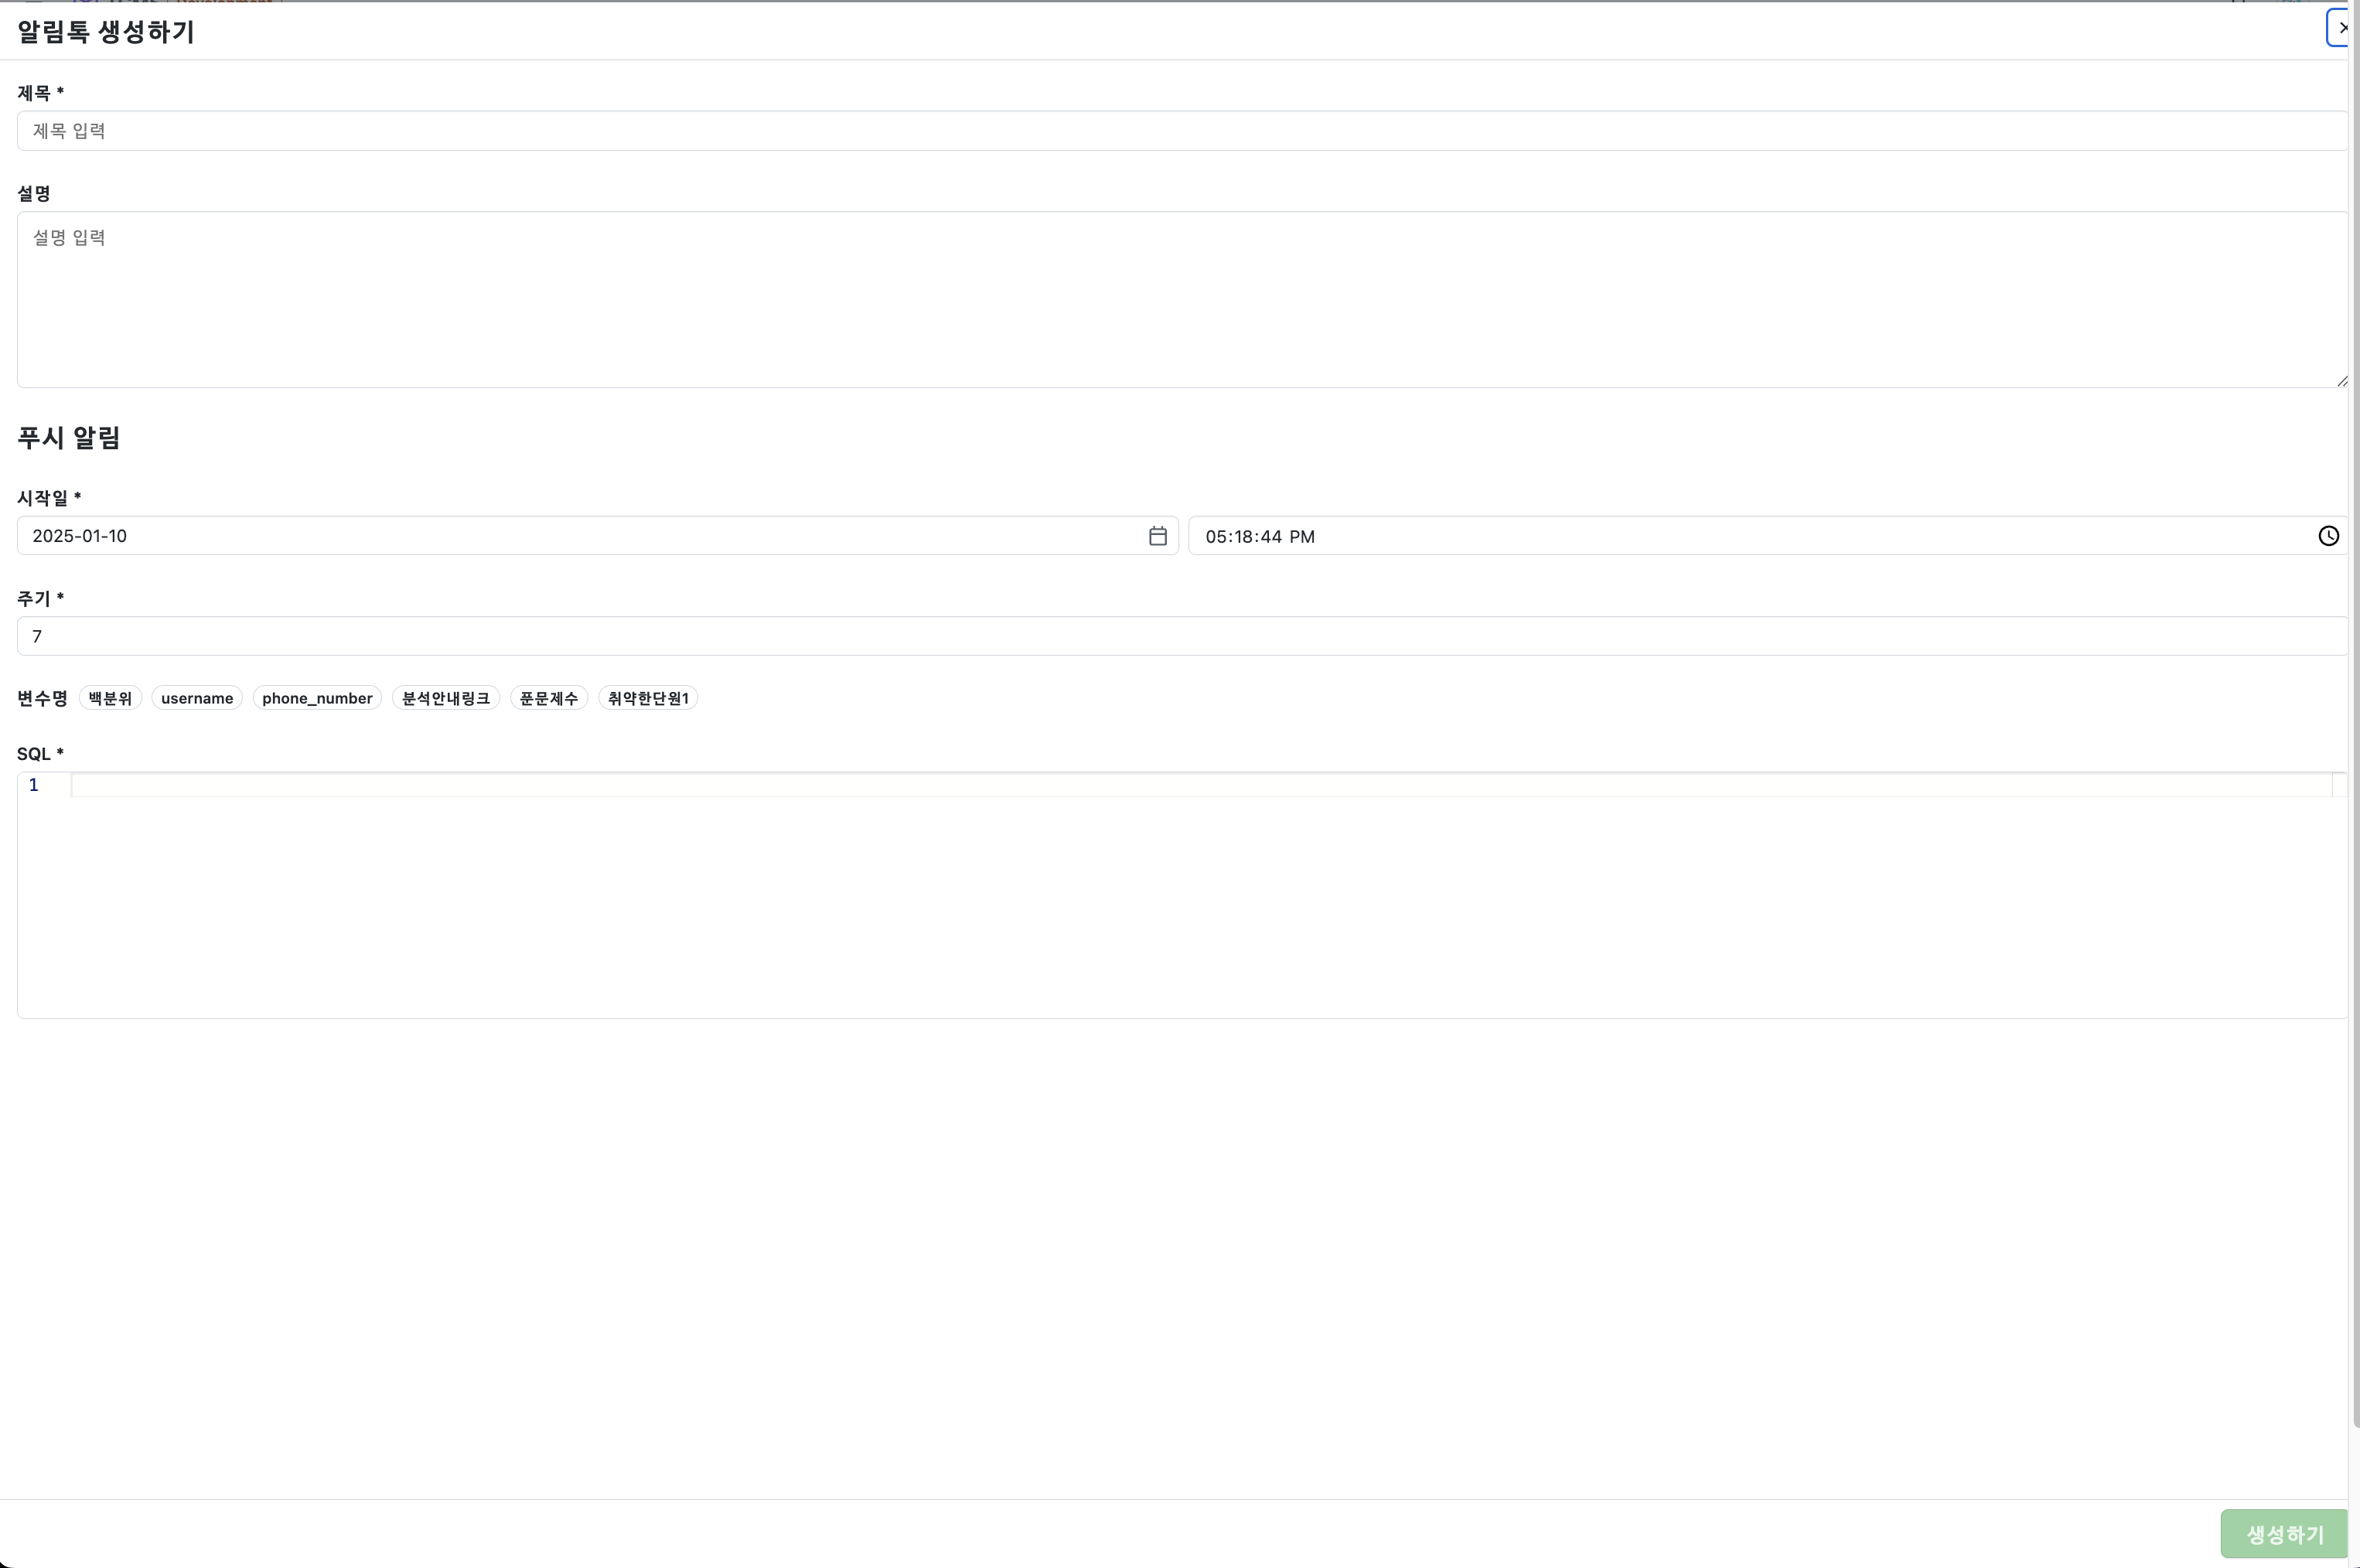 Development
알림톡 생성하기
제목 *
제목 입력
설명
설명 입력
푸시 알림
시작일 *
2025-01-10 05:18:44 PM
주기 *
7
변수명 백분위 username phone_number 분석안내링크 푼문제수 취약한단원1
SQL *
1
생성하기